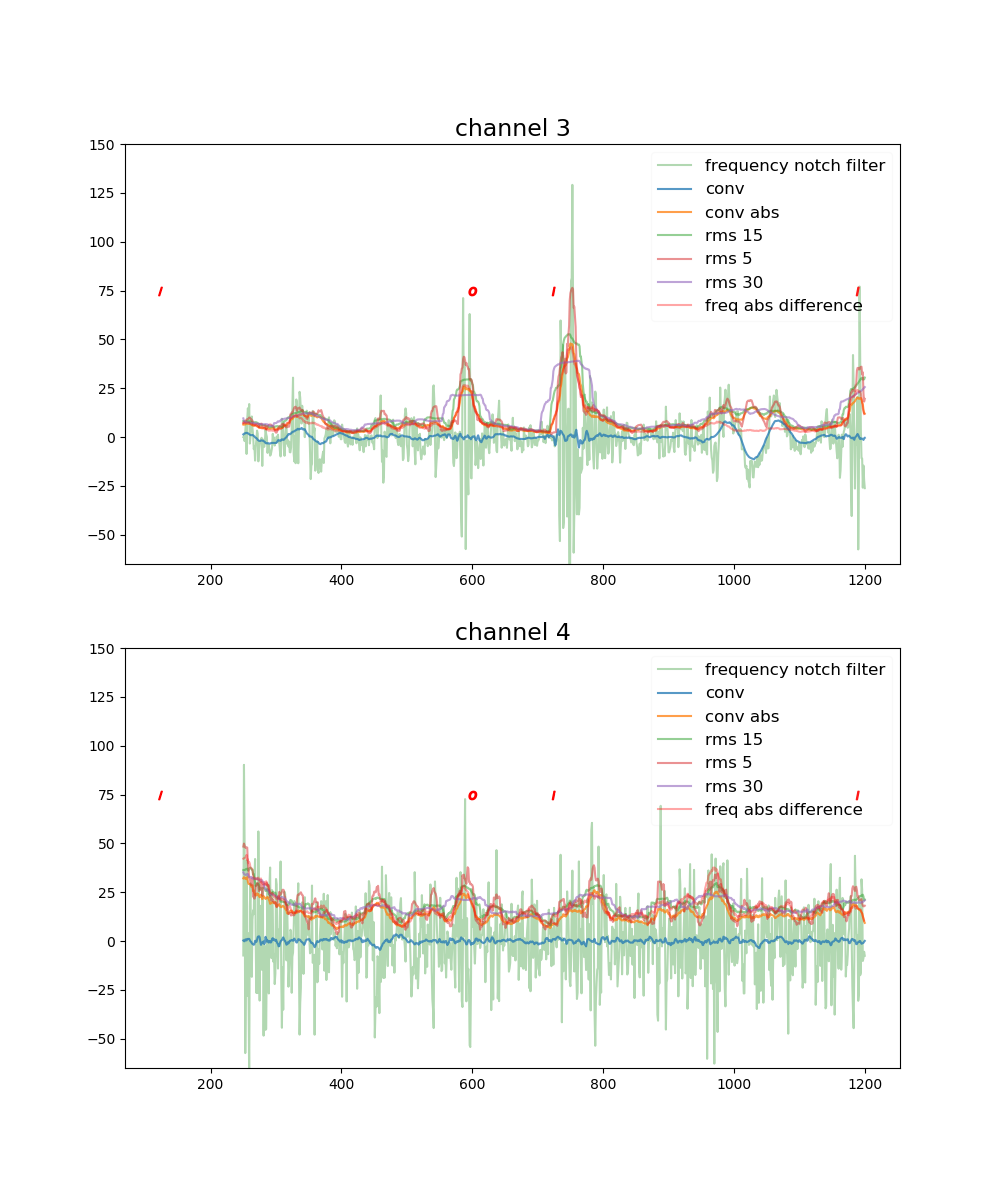 channel 3
150
125
100
75
50
25
0
−25
−50
200 400 600 800 1000 1200
frequency notch filter
conv
conv abs
rms 15
rms 5
rms 30
freq abs difference
I o I I
channel 4
150
125
100
75
50
25
0
−25
−50
200 400 600 800 1000 1200
frequency notch filter
conv
conv abs
rms 15
rms 5
rms 30
freq abs difference
I o I I